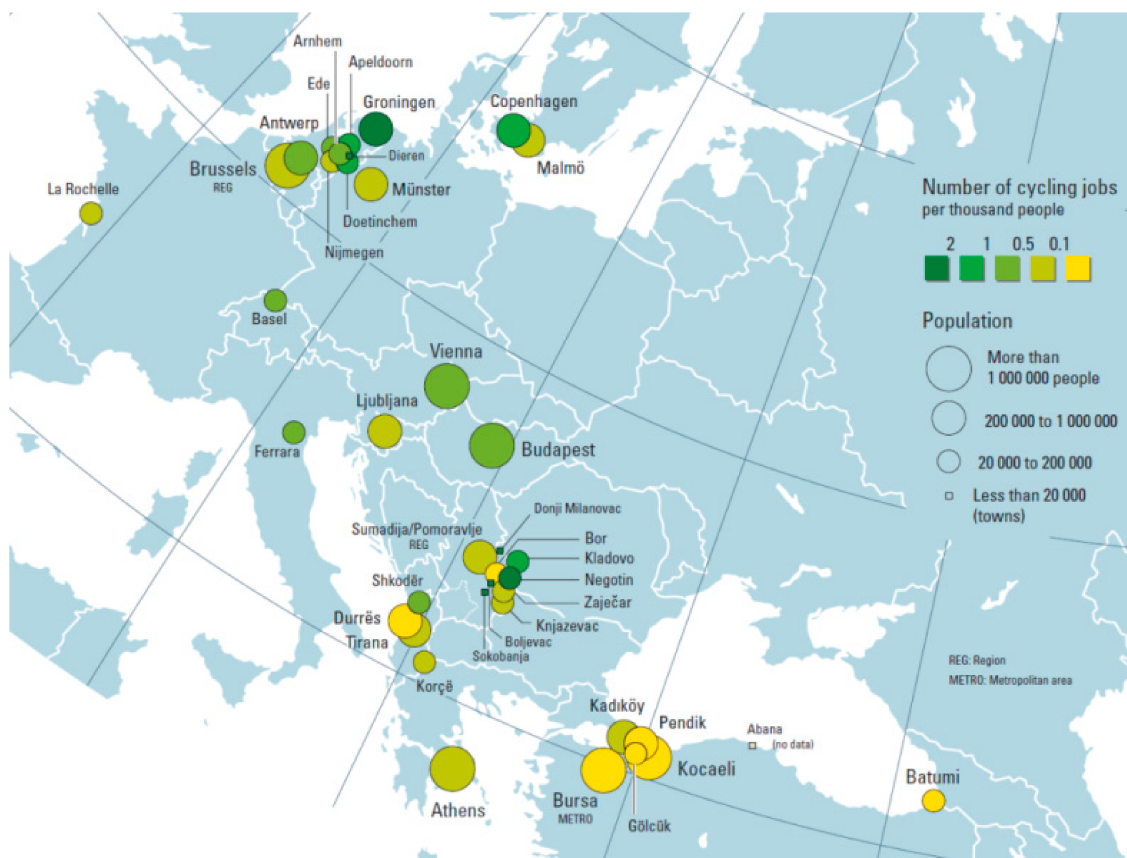 Arnhem
Apeldoorn
Ede
Groningen
Copenhagen
Antwerp
Dieren
Brussels
REG
Malmö
La Rochelle
Münster
Doetinchem
Nijmegen
Number of cycling jobs
per thousand people
2 1 0.5 0.1
Basel
Population
Vienna
More than
1 000 000 people
Ljubljana
200 000 to 1 000 000
Ferrara
Budapest
20 000 to 200 000
Less than 20 000
(towns)
Donji Milanovac
Sumadija/Pomoravlje
REG
Bor
Kladovo
Shkodër
Negotin
Zaječar
Durrës
Knjazevac
Tirana
Boljevac
Sokobanja
REG: Region
METRO: Metropolitan area
Korçë
Kadıköy
Pendik
Abana
(no data)
Kocaeli
Batumi
Athens
Bursa
METRO
Gölcük